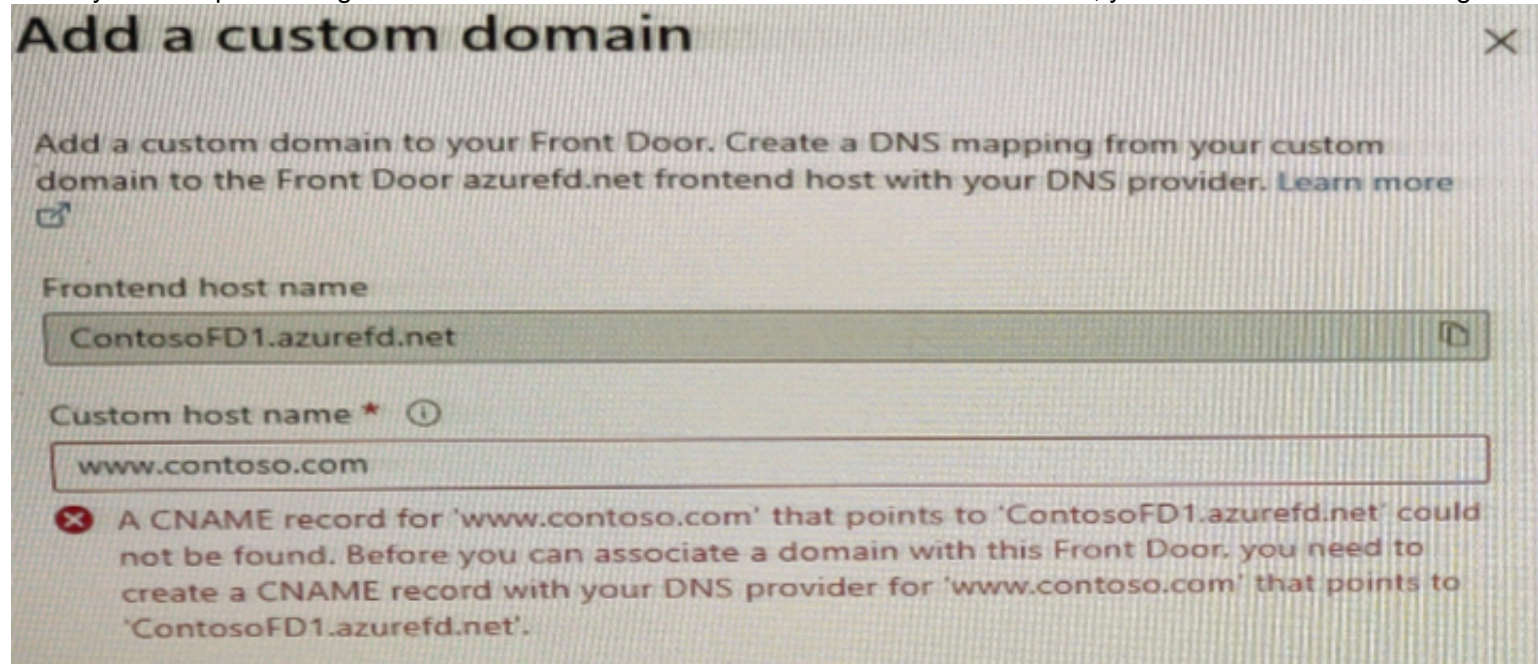 Add a custom domain
Add a custom domain to your Front Door. Create a DNS mapping from your custom
domain to the Front Door azurefd.net frontend host with your DNS provider. Learn more
Frontend host name
ContosoFD1.azurefd.net
Custom host name * ⓘ
www.contoso.com
A CNAME record for 'www.contoso.com' that points to 'ContosoFD1.azurefd.net' could
not be found. Before you can associate a domain with this Front Door. you need to
create a CNAME record with your DNS provider for 'www.contoso.com' that points to
'ContosoFD1.azurefd.net'.